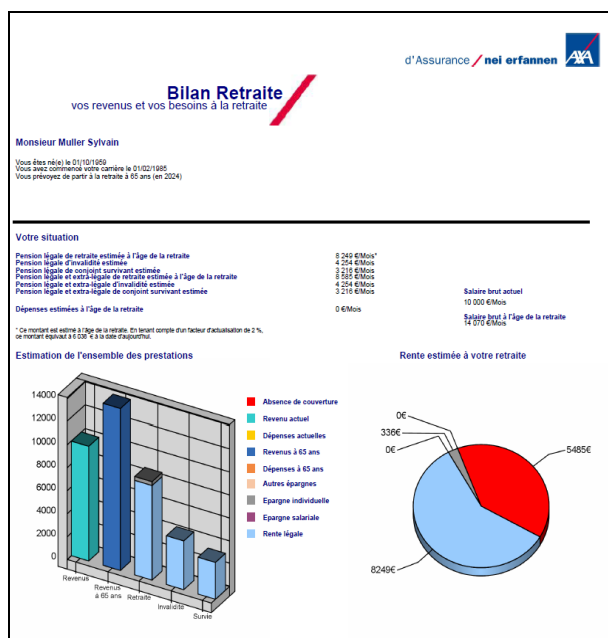 d'Assurance / nei erfannen AXA
Bilan Retraite
vos revenus et vos besoins à la retraite
Monsieur Muller Sylvain
Vous êtes né(e) le 01/10/1959
Vous avez commencé votre carrière le 01/02/1985
Vous prévoyez de partir à la retraite à 65 ans (en 2024)
Votre situation
Pension légale de retraite estimée à l'âge de la retraite 8 249 €/Mois*
Pension légale d'invalidité estimée 4 254 €/Mois
Pension légale de conjoint survivant estimée 3 216 €/Mois
Pension légale et extra-légale de retraite estimée à l'âge de la retraite 8 585 €/Mois
Pension légale et extra-légale d'invalidité estimée 4 254 €/Mois
Pension légale et extra-légale de conjoint survivant estimée 3 216 €/Mois
Salaire brut actuel
10 000 €/Mois
Dépenses estimées à l'âge de la retraite 0 €/Mois
Salaire brut à l'âge de la retraite
14 070 €/Mois
* Ce montant est estimé à l'âge de la retraite. En tenant compte d'un facteur d'actualisation de 2 %,
ce montant équivaut à 6 036 € à la date d'aujourd'hui.
Estimation de l'ensemble des prestations
14000
12000
10000
8000
6000
4000
2000
0
Revenus
Revenus
à 65 ans
Retraite
Invalidité
Survie
Absence de couverture
Revenu actuel
Dépenses actuelles
Revenus à 65 ans
Dépenses à 65 ans
Autres épargnes
Epargne individuelle
Epargne salariale
Rente légale
Rente estimée à votre retraite
0€
336€
0€
5485€
8249€